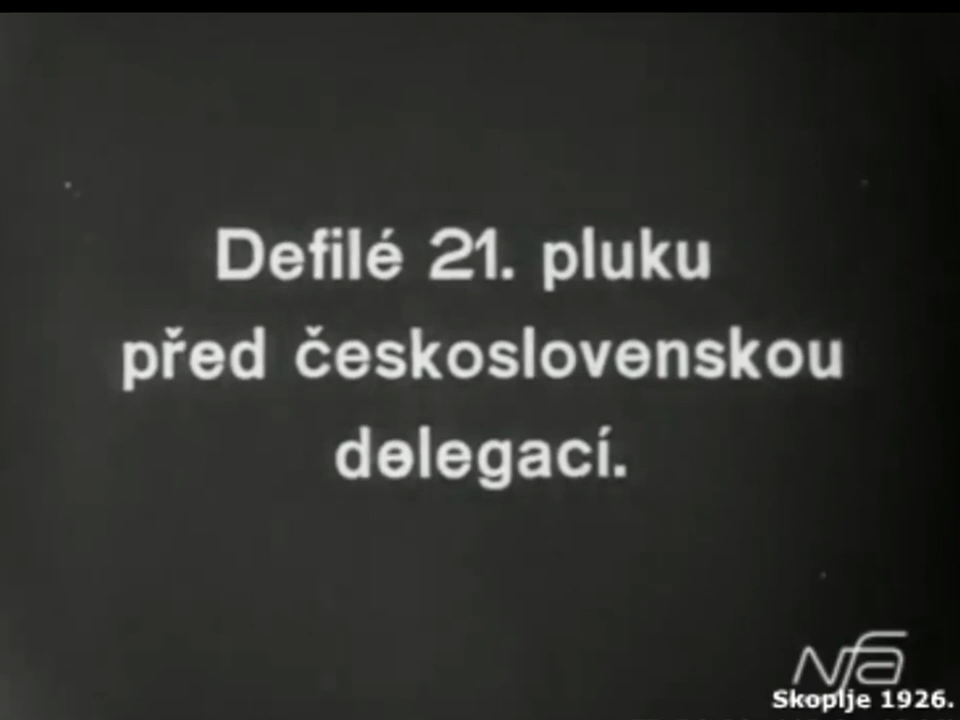 Defilé 21. pluku
před československou
delegací.
Nfa
Skoplje 1926.